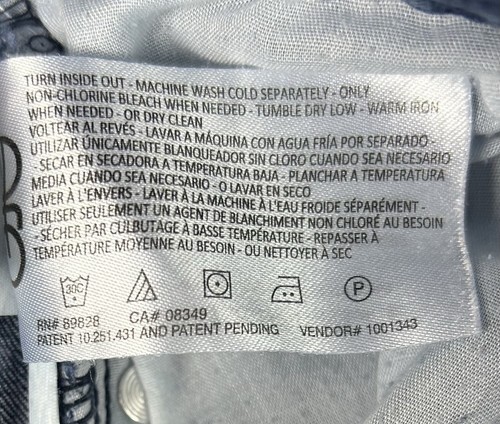 TURN INSIDE OUT - MACHINE WASH COLD SEPARATELY - ONLY
NON-CHLORINE BLEACH WHEN NEEDED - TUMBLE DRY LOW - WARM IRON
WHEN NEEDED - OR DRY CLEAN
VOLTEAR AL REVÉS - LAVAR A MÁQUINA CON AGUA FRÍA POR SEPARADO -
UTILIZAR ÚNICAMENTE BLANQUEADOR SIN CLORO CUANDO SEA NECESARIO
- SECAR EN SECADORA A TEMPERATURA BAJA - PLANCHAR A TEMPERATURA
MEDIA CUANDO SEA NECESARIO - O LAVAR EN SECO
LAVER À L'ENVERS - LAVER À LA MACHINE À L'EAU FROIDE SÉPARÉMENT -
UTILISER SEULEMENT UN AGENT DE BLANCHIMENT NON CHLORÉ AU BESOIN
- SÉCHER PAR CULBUTAGE À BASSE TEMPÉRATURE - REPASSER À
TEMPÉRATURE MOYENNE AU BESOIN - OU NETTOYER À SEC
30C P
RN# 89828 CA# 08349
PATENT 10.251.431 AND PATENT PENDING VENDOR# 1001343